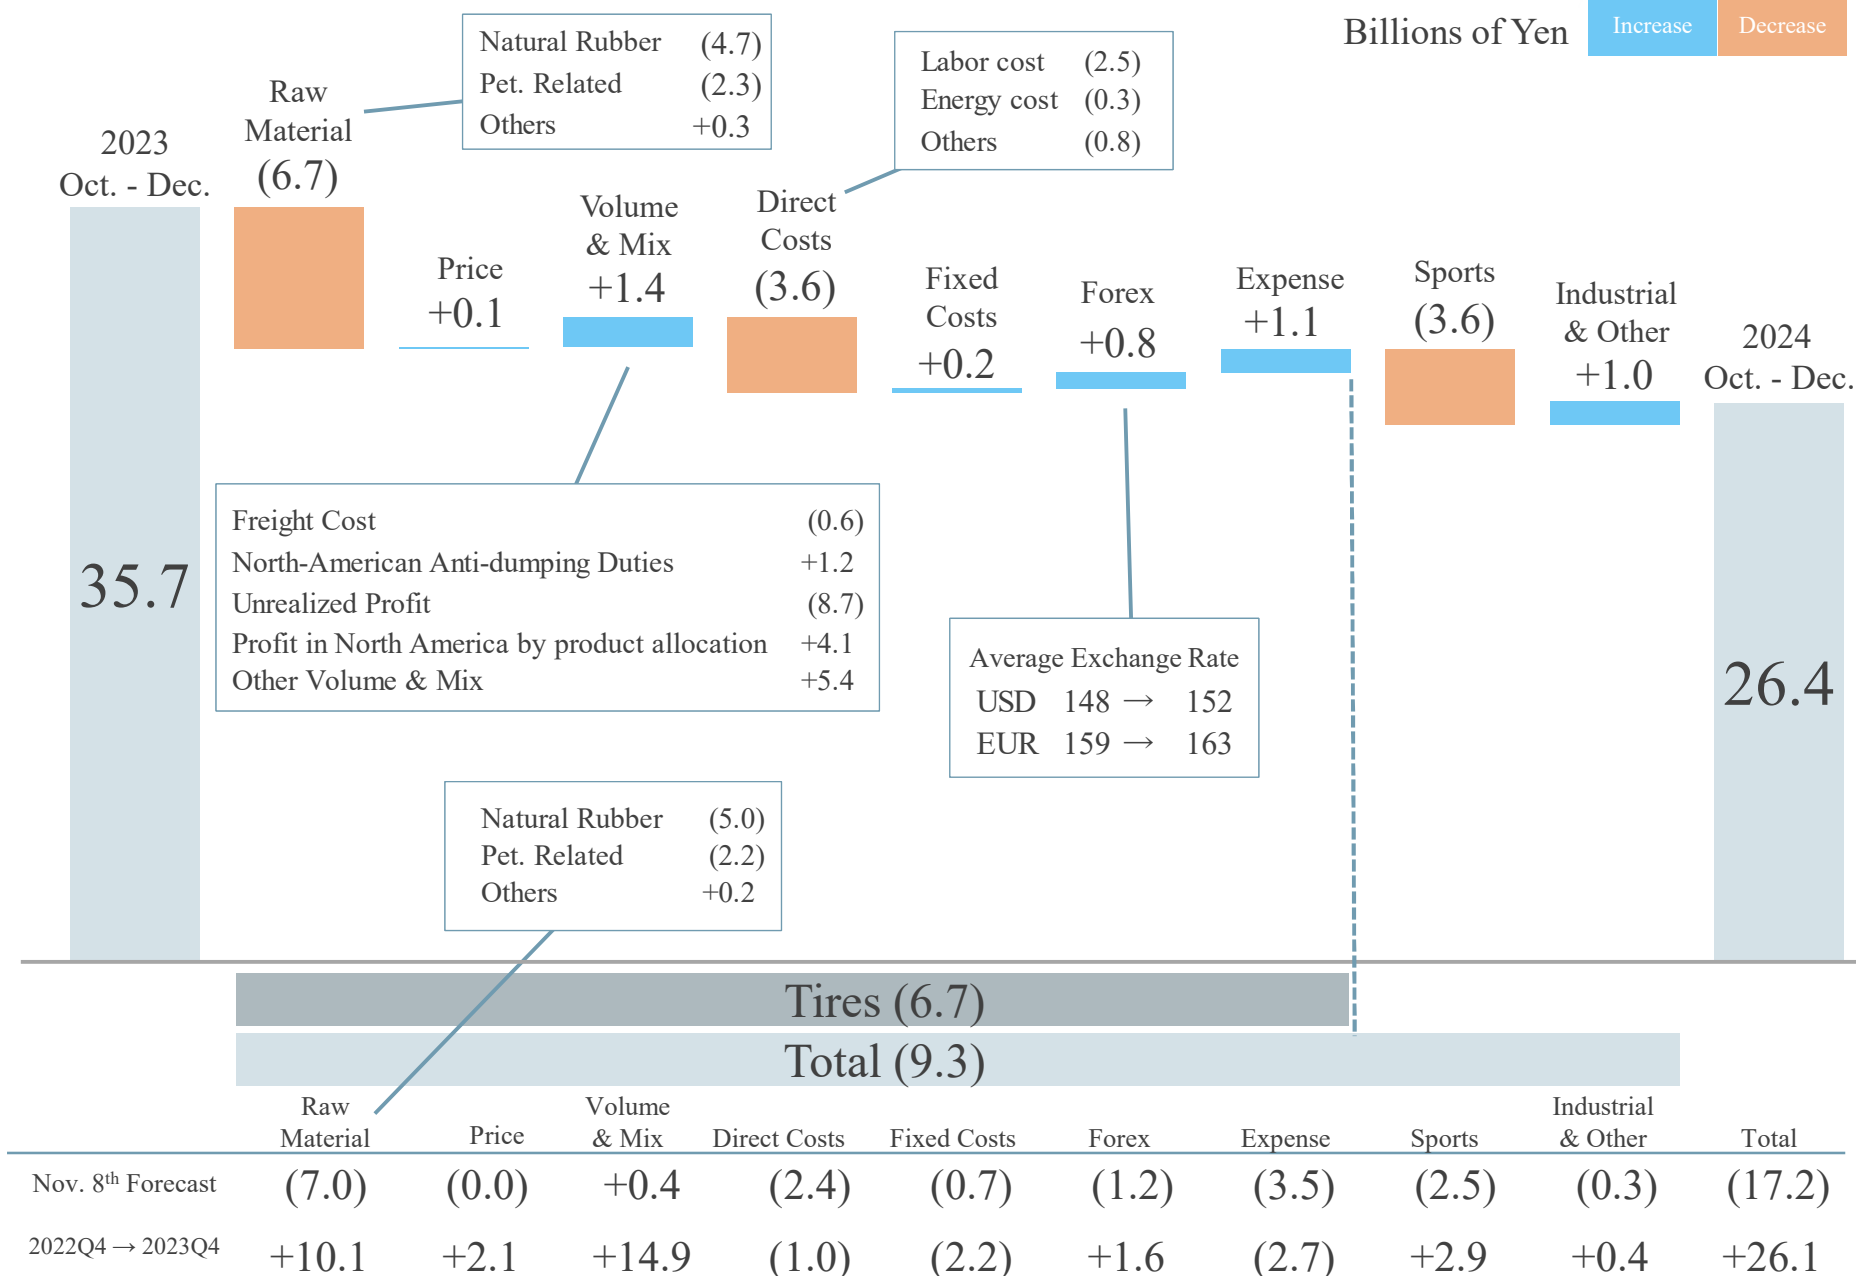 Billions of Yen
Increase
Decrease
Natural Rubber (4.7)
Pet. Related (2.3)
Others +0.3
Labor cost (2.5)
Energy cost (0.3)
Others (0.8)
2023
Oct. - Dec.
Raw
Material
(6.7)
Price
+0.1
Volume
& Mix
+1.4
Direct
Costs
(3.6)
Fixed
Costs
+0.2
Forex
+0.8
Expense
+1.1
Sports
(3.6)
Industrial
& Other
+1.0
2024
Oct. - Dec.
35.7
Freight Cost (0.6)
North-American Anti-dumping Duties +1.2
Unrealized Profit (8.7)
Profit in North America by product allocation +4.1
Other Volume & Mix +5.4
Average Exchange Rate
USD 148 → 152
EUR 159 → 163
26.4
Natural Rubber (5.0)
Pet. Related (2.2)
Others +0.2
Tires (6.7)
Total (9.3)
Raw
Material
Price
Volume
& Mix
Direct Costs
Fixed Costs
Forex
Expense
Sports
Industrial
& Other
Total
Nov. 8th Forecast (7.0) (0.0) +0.4 (2.4) (0.7) (1.2) (3.5) (2.5) (0.3) (17.2)
2022Q4 → 2023Q4 +10.1 +2.1 +14.9 (1.0) (2.2) +1.6 (2.7) +2.9 +0.4 +26.1